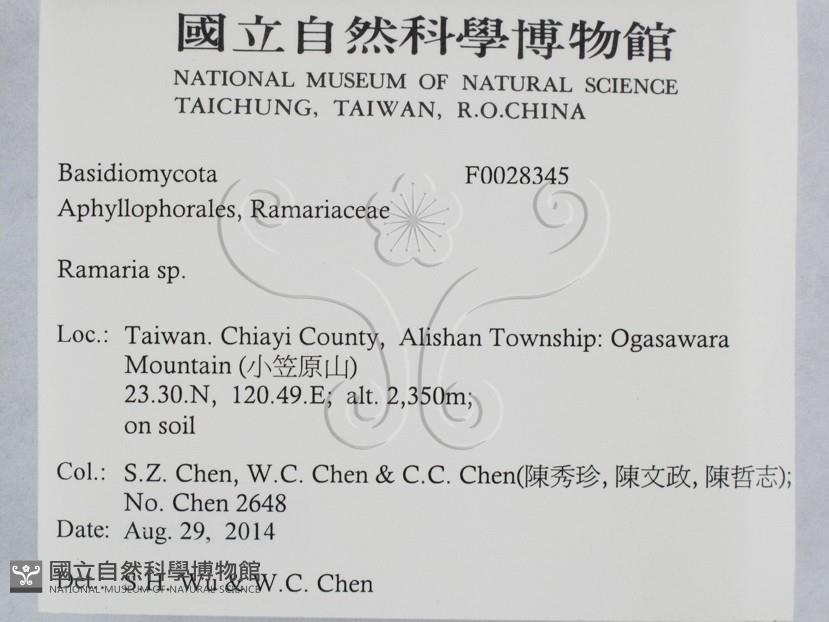 國立自然科學博物館
NATIONAL MUSEUM OF NATURAL SCIENCE
TAICHUNG, TAIWAN, R.O.CHINA
Basidiomycota F0028345
Aphyllophorales, Ramariaceae
Ramaria sp.
Loc.: Taiwan. Chiayi County, Alishan Township: Ogasawara
Mountain (小笠原山)
23.30.N, 120.49.E; alt. 2,350m;
on soil
Col.: S.Z. Chen, W.C. Chen & C.C. Chen(陳秀珍, 陳文政, 陳哲志);
No. Chen 2648
Date: Aug. 29, 2014
Det.: S.H. Wu & W.C. Chen
國立自然科學博物館
NATIONAL MUSEUM OF NATURAL SCIENCE